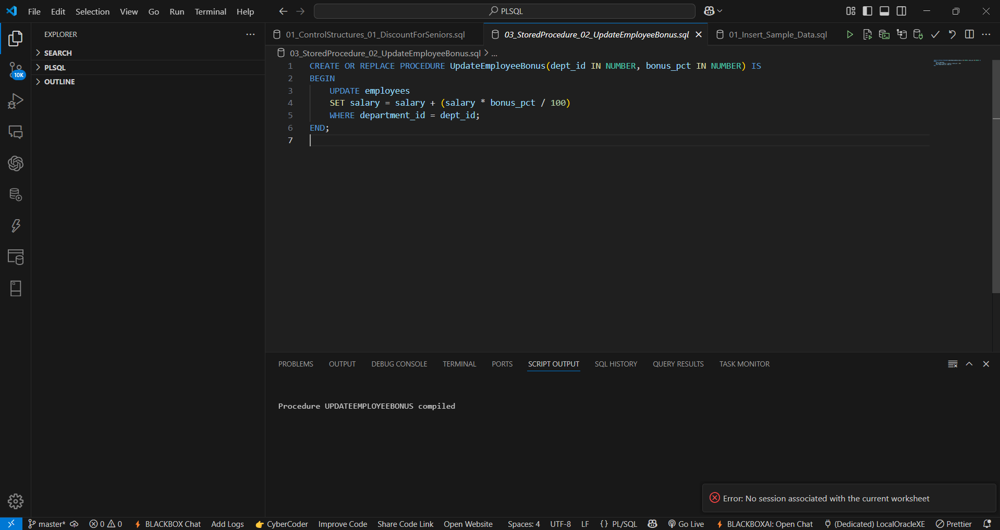 File Edit Selection View Go Run Terminal Help PLSQL
EXPLORER
SEARCH
PLSQL
OUTLINE
10K
01_ControlStructures_01_DiscountForSeniors.sql 03_StoredProcedure_02_UpdateEmployeeBonus.sql 01_Insert_Sample_Data.sql
03_StoredProcedure_02_UpdateEmployeeBonus.sql > ...
1 CREATE OR REPLACE PROCEDURE UpdateEmployeeBonus(dept_id IN NUMBER, bonus_pct IN NUMBER) IS
2 BEGIN
3 UPDATE employees
4 SET salary = salary + (salary * bonus_pct / 100)
5 WHERE department_id = dept_id;
6 END;
7
PROBLEMS OUTPUT DEBUG CONSOLE TERMINAL PORTS SCRIPT OUTPUT SQL HISTORY QUERY RESULTS TASK MONITOR
Procedure UPDATEEMPLOYEEBONUS compiled
Error: No session associated with the current worksheet
master* 0 0 BLACKBOX Chat Add Logs CyberCoder Improve Code Share Code Link Open Website Spaces: 4 UTF-8 LF {} PL/SQL Go Live BLACKBOXAI: Open Chat (Dedicated) LocalOracleXE Prettier